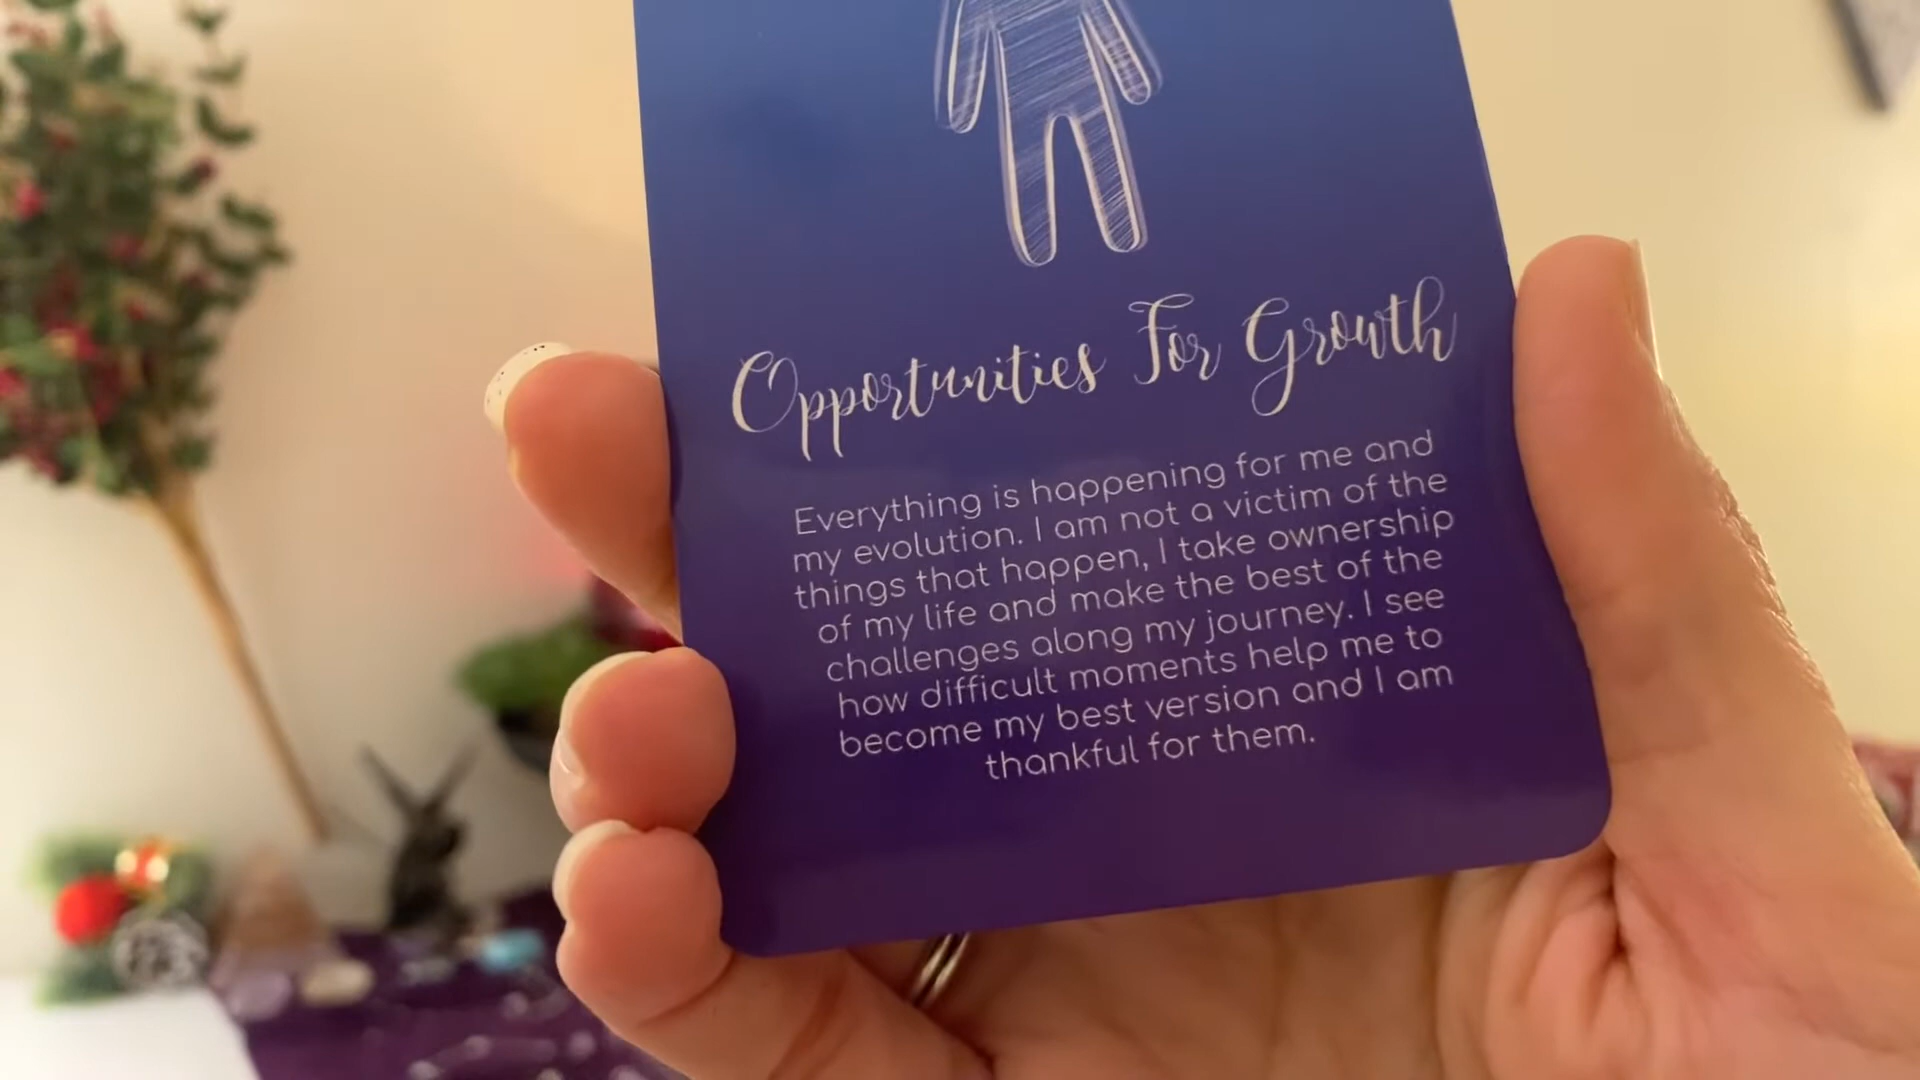 Opportunities For Growth
Everything is happening for me and
my evolution. I am not a victim of the
things that happen, I take ownership
of my life and make the best of the
challenges along my journey. I see
how difficult moments help me to
become my best version and I am
thankful for them.